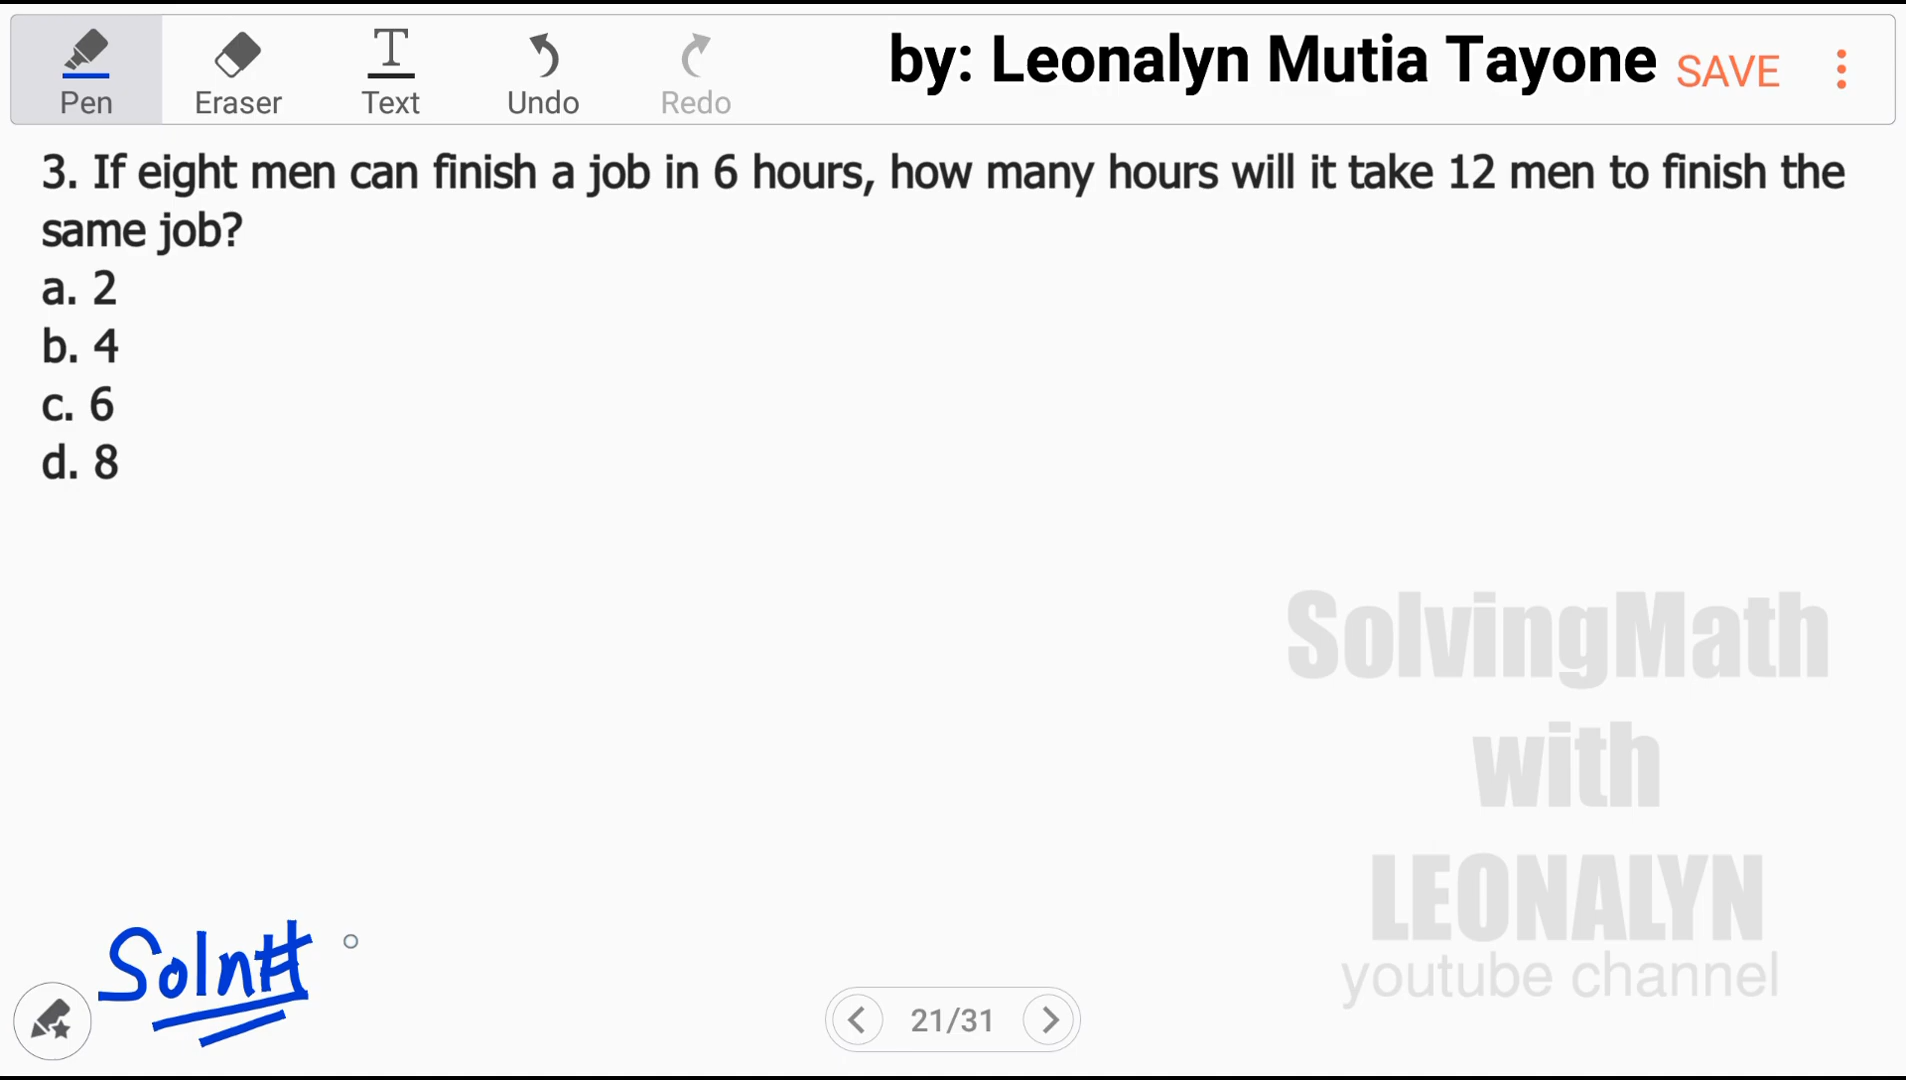 Pen
Eraser
Text
Undo
Redo
by: Leonalyn Mutia Tayone
SAVE
3. If eight men can finish a job in 6 hours, how many hours will it take 12 men to finish the
same job?
a. 2
b. 4
c. 6
d. 8
SolvingMath
with
LEONALYN
youtube channel
Soln#
21/31